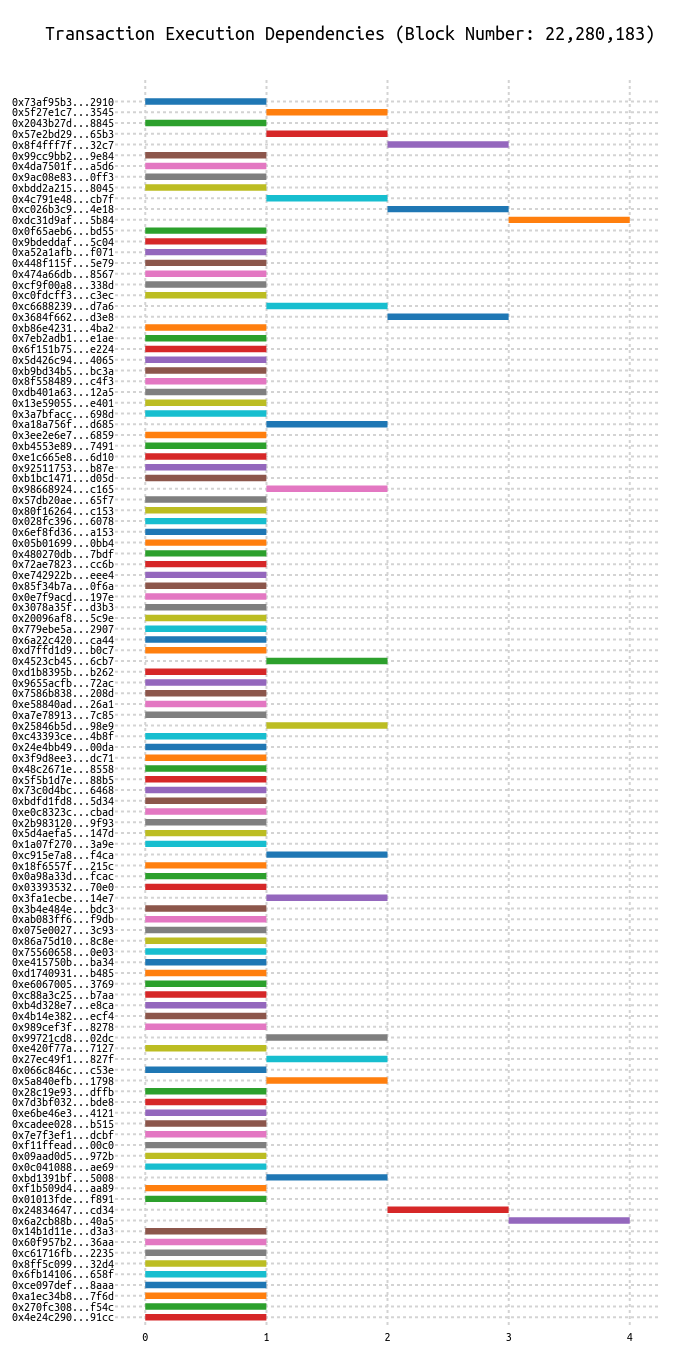 Transaction Execution Dependencies (Block Number: 22,280,183)
0x73af95b3...2910
0x5f27e1c7...3545
0x2043b27d...8845
0x57e2bd29...65b3
0x8f4fff7f...32c7
0x99cc9bb2...9e84
0x4da7501f...a5d6
0x9ac08e83...0ff3
0xbdd2a215...8045
0x4c791e48...cb7f
0xc026b3c9...4e18
0xdc31d9af...5b84
0x0f65aeb6...bd55
0x9bdeddaf...5c04
0xa52a1afb...f071
0x448f115f...5e79
0x474a66db...8567
0xcf9f00a8...338d
0xc0fdcff3...c3ec
0xc6688239...d7a6
0x3684f662...d3e8
0xb86e4231...4ba2
0x7eb2adb1...e1ae
0x6f151b75...e224
0x5d426c94...4065
0xb9bd34b5...bc3a
0x8f558489...c4f3
0xdb401a63...12a5
0x13e59055...e401
0x3a7bfacc...698d
0xa18a756f...d685
0x3ee2e6e7...6859
0xb4553e89...7491
0xe1c665e8...6d10
0x92511753...b87e
0xb1bc1471...d05d
0x98668924...c165
0x57db20ae...65f7
0x80f16264...c153
0x028fc396...6078
0x6ef8fd36...a153
0x05b01699...0bb4
0x480270db...7bdf
0x72ae7823...cc6b
0xe742922b...eee4
0x85f34b7a...0f6a
0x0e7f9acd...197e
0x3078a35f...d3b3
0x20096af8...5c9e
0x779ebe5a...2907
0x6a22c420...ca44
0xd7ffd1d9...b0c7
0x4523cb45...6cb7
0xd1b8395b...b262
0x9655acfb...72ac
0x7586b838...208d
0xe58840ad...26a1
0xa7e78913...7c85
0x25846b5d...98e9
0xc43393ce...4b8f
0x24e4bb49...00da
0x3f9d8ee3...dc71
0x48c2671e...8558
0x5f5b1d7e...88b5
0x73c0d4bc...6468
0xbdfd1fd8...5d34
0xe0c8323c...cbad
0x2b983120...9f93
0x5d4aefa5...147d
0x1a07f270...3a9e
0xc915e7a8...f4ca
0x18f6557f...215c
0x0a98a33d...fcac
0x03393532...70e0
0x3fa1ecbe...14e7
0x3b4e484e...bdc3
0xab083ff6...f9db
0x075e0027...3c93
0x86a75d10...8c8e
0x75560658...0e03
0xe415750b...ba34
0xd1740931...b485
0xe6067005...3769
0xc88a3c25...b7aa
0xb4d328e7...e8ca
0x4b14e382...ecf4
0x989cef3f...8278
0x99721cd8...02dc
0xe420f77a...7127
0x27ec49f1...827f
0x066c846c...c53e
0x5a840efb...1798
0x28c19e93...dffb
0x7d3bf032...bde8
0xe6be46e3...4121
0xcadee028...b515
0x7e7f3ef1...dcbf
0xf11ffead...00c0
0x09aad0d5...972b
0x0c041088...ae69
0xbd1391bf...5008
0xf1b509d4...aa89
0x01013fde...f891
0x24834647...cd34
0x6a2cb88b...40a5
0x14b1d11e...d3a3
0x60f957b2...36aa
0xc61716fb...2235
0x8ff5c099...32d4
0x6fb14106...658f
0xce097def...8aaa
0xa1ec34b8...7f6d
0x270fc308...f54c
0x4e24c290...91cc
0 1 2 3 4